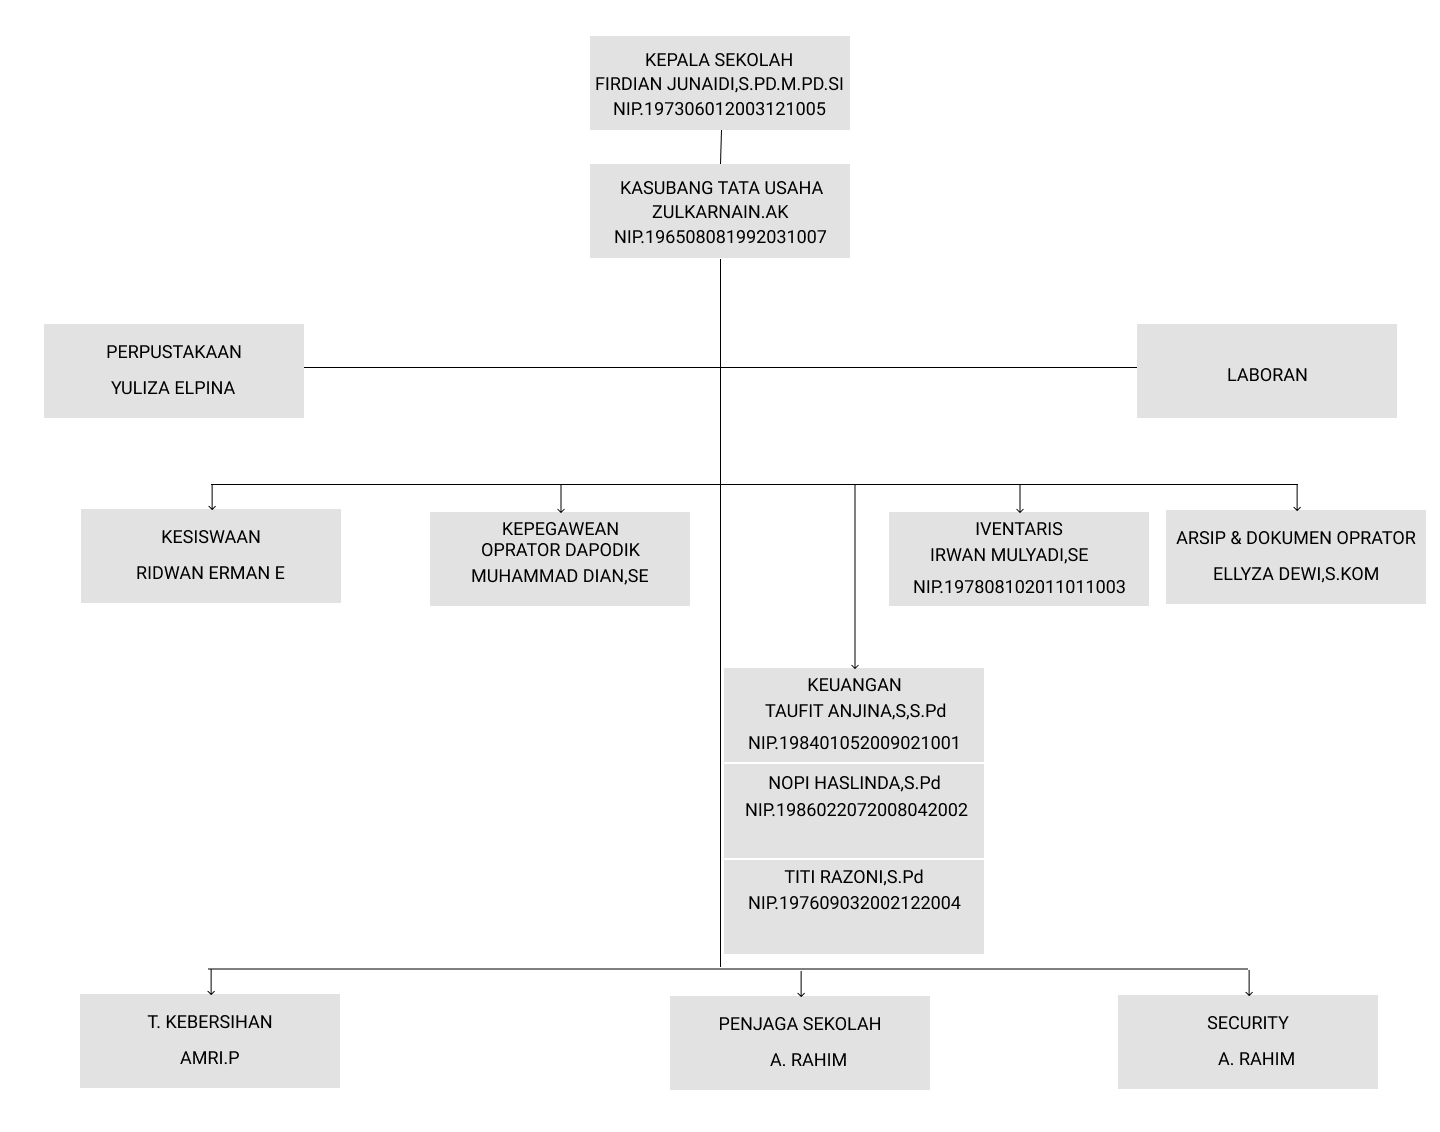 KEPALA SEKOLAH
FIRDIAN JUNAIDI,S.PD.M.PD.SI
NIP.197306012003121005
KASUBANG TATA USAHA
ZULKARNAIN.AK
NIP.196508081992031007
PERPUSTAKAAN
YULIZA ELPINA
LABORAN
KESISWAAN
RIDWAN ERMAN E
KEPEGAWEAN
OPRATOR DAPODIK
MUHAMMAD DIAN,SE
IVENTARIS
IRWAN MULYADI,SE
NIP.197808102011011003
ARSIP & DOKUMEN OPRATOR
ELLYZA DEWI,S.KOM
KEUANGAN
TAUFIT ANJINA,S,S.Pd
NIP.198401052009021001
NOPI HASLINDA,S.Pd
NIP.1986022072008042002
TITI RAZONI,S.Pd
NIP.197609032002122004
T. KEBERSIHAN
AMRI.P
PENJAGA SEKOLAH
A. RAHIM
SECURITY
A. RAHIM